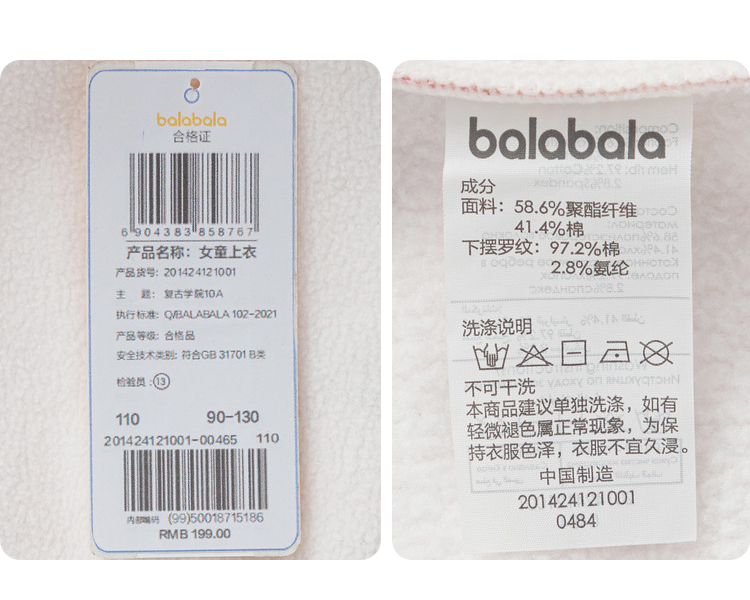 balabala
合格证
6 904383 858767
产品名称: 女童上衣
产品货号: 201424121001
主 题: 复古学院10A
执行标准: Q/BALABALA 102-2021
产品等级: 合格品
安全技术类别: 符合GB 31701 B类
检验员: 13
110 90-130
201424121001-00465 110
内部编码 (99)50018715186
RMB 199.00
balabala
成分
面料: 58.6%聚酯纤维
41.4%棉
下摆罗纹: 97.2%棉
2.8%氨纶
洗涤说明
不可干洗
本商品建议单独洗涤，如有
轻微褪色属正常现象，为保
持衣服色泽，衣服不宜久浸。
中国制造
201424121001
0484